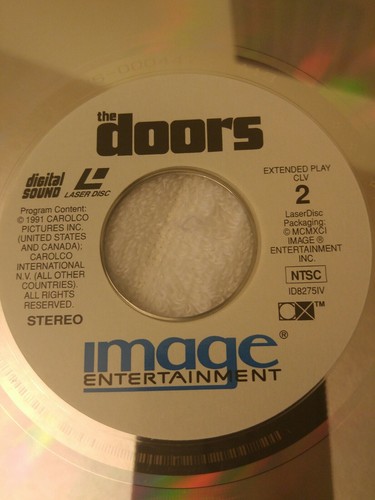 the
doors
digital
SOUND
LASER DISC
Program Content:
© 1991 CAROLCO
PICTURES INC.
(UNITED STATES
AND CANADA);
CAROLCO
INTERNATIONAL
N.V. (ALL OTHER
COUNTRIES).
ALL RIGHTS
RESERVED.
STEREO
EXTENDED PLAY
CLV
2
LaserDisc
Packaging:
© MCMXCI
IMAGE ®
ENTERTAINMENT
INC.
NTSC
ID8275IV
TM
image®
ENTERTAINMENT